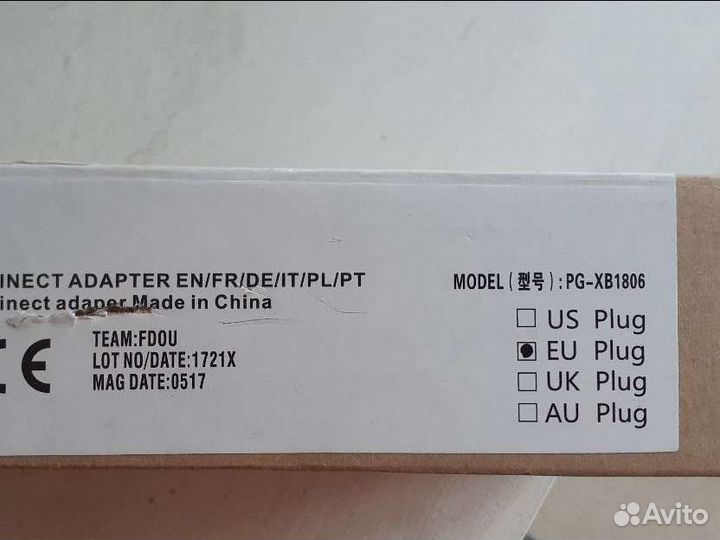 INECT ADAPTER EN/FR/DE/IT/PL/PT
inect adaper Made in China
CE
TEAM:FDOU
LOT NO/DATE:1721X
MAG DATE:0517
MODEL(型号):PG-XB1806
US Plug
EU Plug
UK Plug
AU Plug
Avito